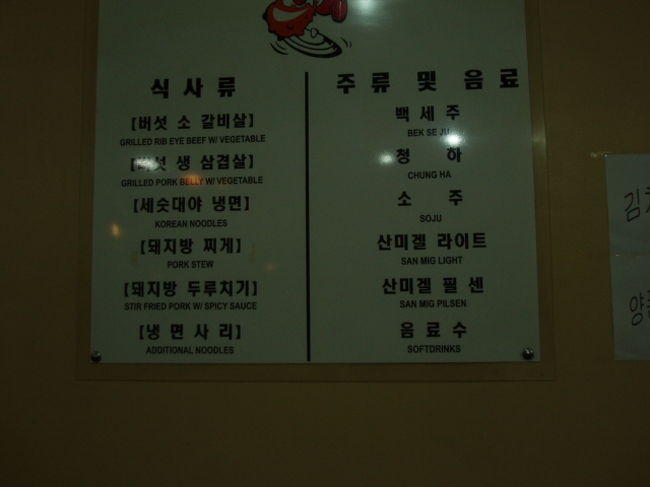 식사류
[버섯 소 갈비살]
GRILLED RIB EYE BEEF W/ VEGETABLE
[버섯 생 삼겹살]
GRILLED PORK BELLY W/ VEGETABLE
[세숫대야 냉면]
KOREAN NOODLES
[돼지방 찌게]
PORK STEW
[돼지방 두루치기]
STIR FRIED PORK W/ SPICY SAUCE
[냉면사리]
ADDITIONAL NOODLES
주류 및 음료
백세주
BEK SE JU
청하
CHUNG HA
소주
SOJU
산미겔 라이트
SAN MIG LIGHT
산미겔 필센
SAN MIG PILSEN
음료수
SOFTDRINKS